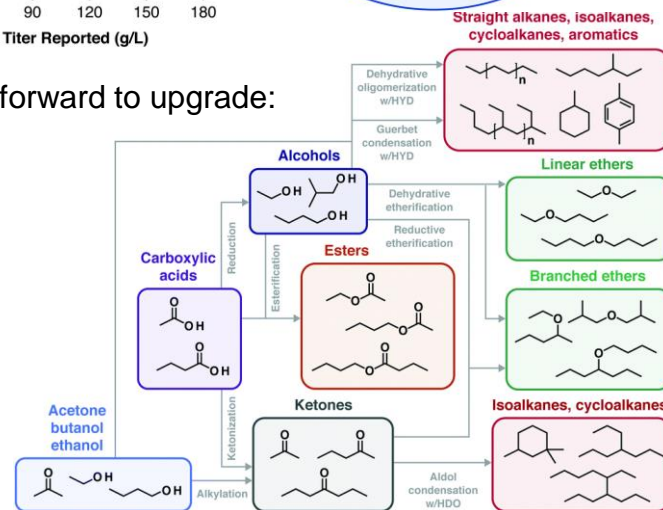 90 120 150 180
Titer Reported (g/L)
forward to upgrade:
Straight alkanes, isoalkanes,
cycloalkanes, aromatics
n
n
Dehydrative
oligomerization
w/HYD
Guerbet
condensation
w/HYD
Alcohols
OH
OH
OH
Dehydrative
etherification
Reductive
etherification
Linear ethers
O
O
O
Reduction
Esterification
Carboxylic
acids
O
OH
O
OH
Esters
O
O
O
O
O
O
Branched ethers
O
O
O
Ketonization
Acetone
butanol
ethanol
O
OH
OH
Alkylation
Ketones
O
O
O
Aldol
condensation
w/HDO
Isoalkanes, cycloalkanes